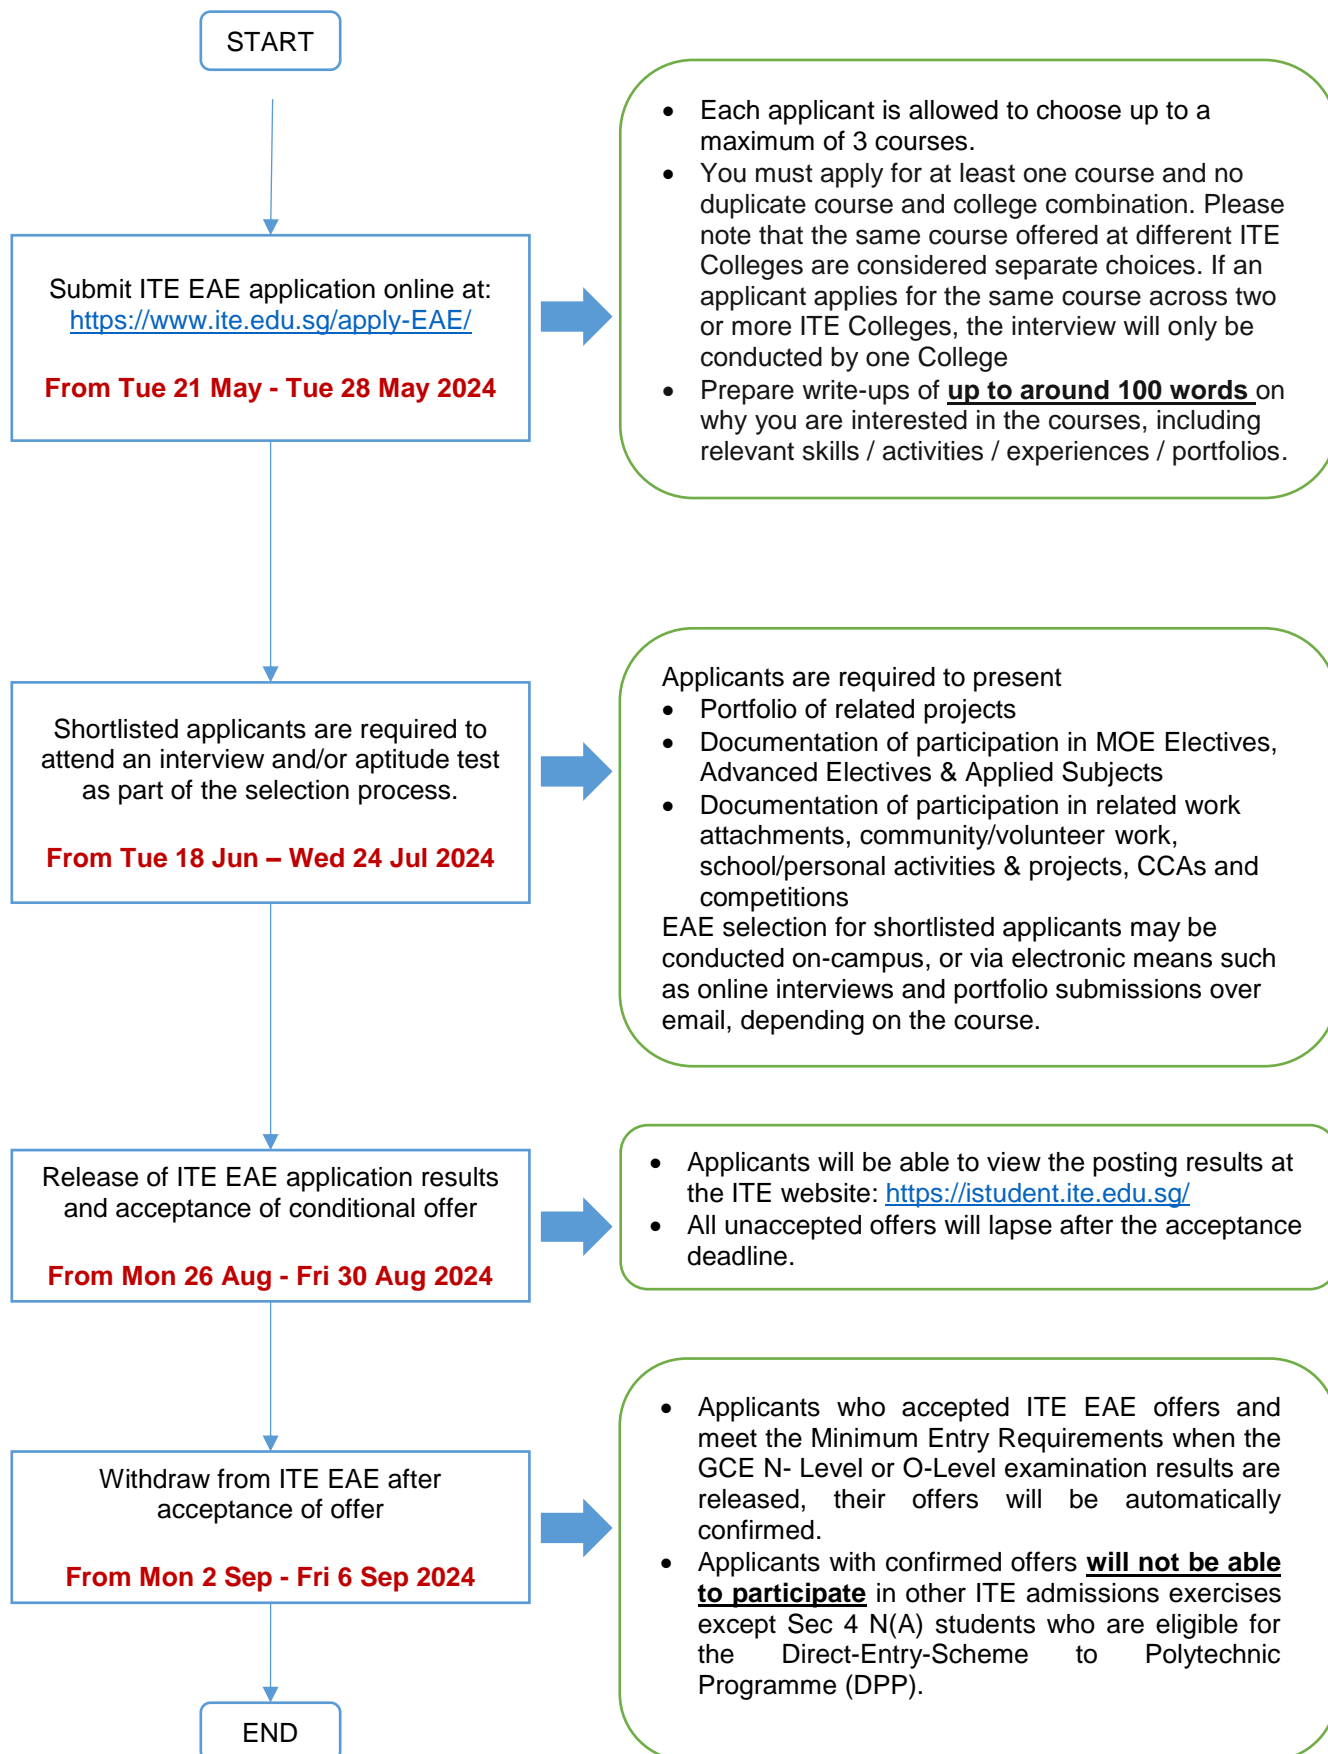 START
Submit ITE EAE application online at:
https://www.ite.edu.sg/apply-EAE/
From Tue 21 May - Tue 28 May 2024
• Each applicant is allowed to choose up to a
maximum of 3 courses.
• You must apply for at least one course and no
duplicate course and college combination. Please
note that the same course offered at different ITE
Colleges are considered separate choices. If an
applicant applies for the same course across two
or more ITE Colleges, the interview will only be
conducted by one College
• Prepare write-ups of up to around 100 words on
why you are interested in the courses, including
relevant skills / activities / experiences / portfolios.
Shortlisted applicants are required to
attend an interview and/or aptitude test
as part of the selection process.
From Tue 18 Jun – Wed 24 Jul 2024
Applicants are required to present
• Portfolio of related projects
• Documentation of participation in MOE Electives,
Advanced Electives & Applied Subjects
• Documentation of participation in related work
attachments, community/volunteer work,
school/personal activities & projects, CCAs and
competitions
EAE selection for shortlisted applicants may be
conducted on-campus, or via electronic means such
as online interviews and portfolio submissions over
email, depending on the course.
Release of ITE EAE application results
and acceptance of conditional offer
From Mon 26 Aug - Fri 30 Aug 2024
• Applicants will be able to view the posting results at
the ITE website: https://istudent.ite.edu.sg/
• All unaccepted offers will lapse after the acceptance
deadline.
Withdraw from ITE EAE after
acceptance of offer
From Mon 2 Sep - Fri 6 Sep 2024
• Applicants who accepted ITE EAE offers and
meet the Minimum Entry Requirements when the
GCE N- Level or O-Level examination results are
released, their offers will be automatically
confirmed.
• Applicants with confirmed offers will not be able
to participate in other ITE admissions exercises
except Sec 4 N(A) students who are eligible for
the Direct-Entry-Scheme to Polytechnic
Programme (DPP).
END